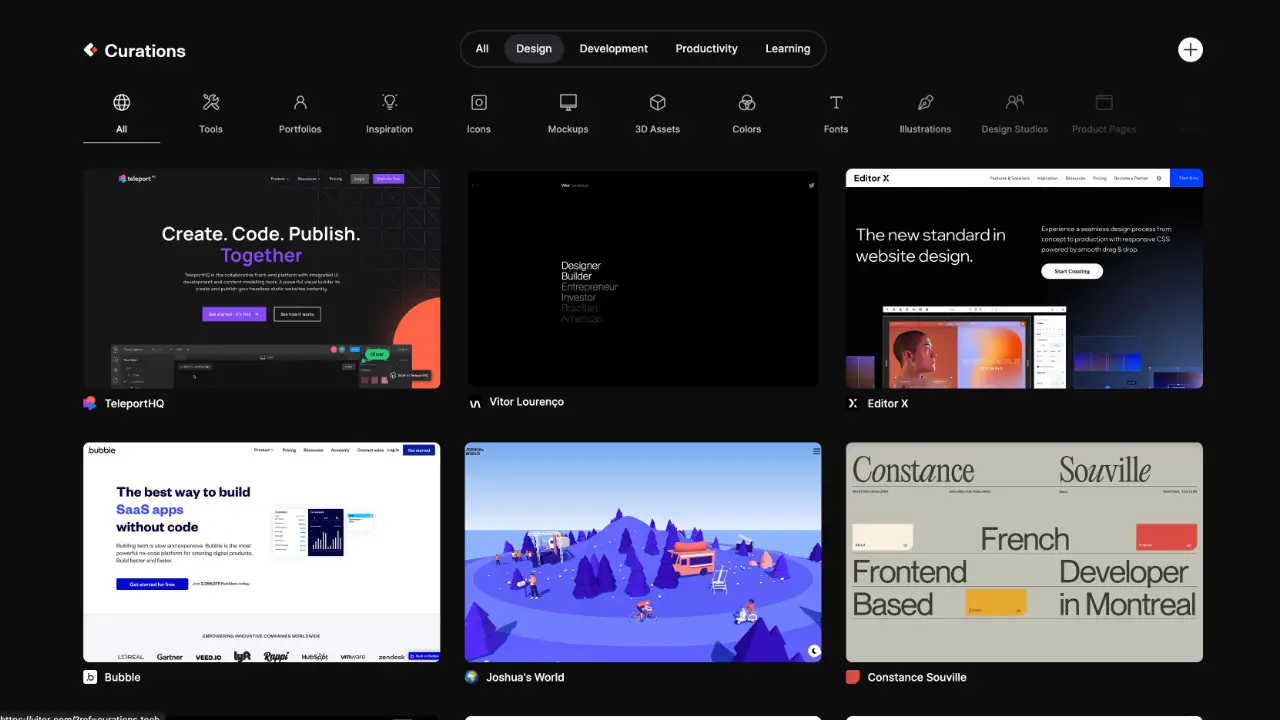 Curations
All Design Development Productivity Learning
All Tools Portfolios Inspiration Icons Mockups 3D Assets Colors Fonts Illustrations Design Studios Product Pages
teleport
Product Resources Pricing Login Start for free
Create. Code. Publish.
Together
TeleportHQ is the collaborative front-end platform with integrated UI
development and content modelling tools. A powerful visual builder to
create and publish your headless static websites instantly.
Get started - it's free
See how it works
Oliver
Built in TeleportHQ
TeleportHQ
Vitor Lourenço
Designer
Builder
Entrepreneur
Investor
Brazilian
American
Vitor Lourenço
Editor X
Features & Solutions Inspiration Resources Pricing Become a Partner
Start Now
The new standard in
website design.
Experience a seamless design process from
concept to production with responsive CSS
powered by smooth drag & drop.
Start Creating
Editor X
.bubble
Product Pricing Showcase Academy Contact sales Log in Get started
The best way to build
SaaS apps
without code
Building tech is slow and expensive. Bubble is the most
powerful no-code platform for creating digital products.
Build better and faster.
Get started for free
EMPOWERING INNOVATIVE COMPANIES WORLDWIDE
L'ORÉAL Gartner VEED.IO lyft Rappi HubSpot vmware zendesk
Bubble
JOSHUA'S
WORLD
Joshua's World
Constance Souville
French
Frontend Developer
Based in Montreal
Constance Souville
https://vitor.com/?ref=curations.tech